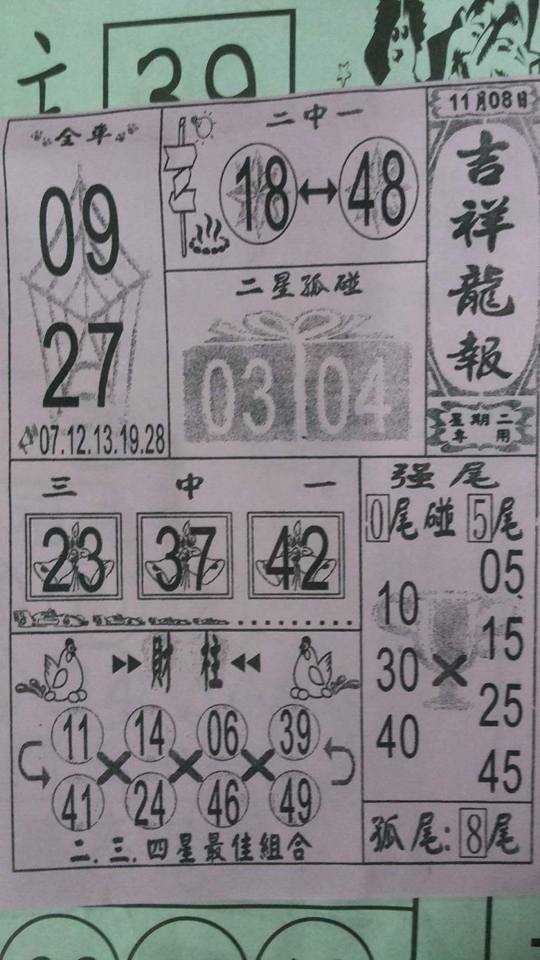 39
11月08日
吉祥龍報
星期二
專用
全車
09
27
07.12.13.19.28
二中一
18 48
二星孤碰
03 04
三中一
23 37 42
强尾
0尾碰5尾
10
30
40
05
15
25
45
孤尾:8尾
財柱
11 14 06 39
41 24 46 49
二.三.四星最佳組合